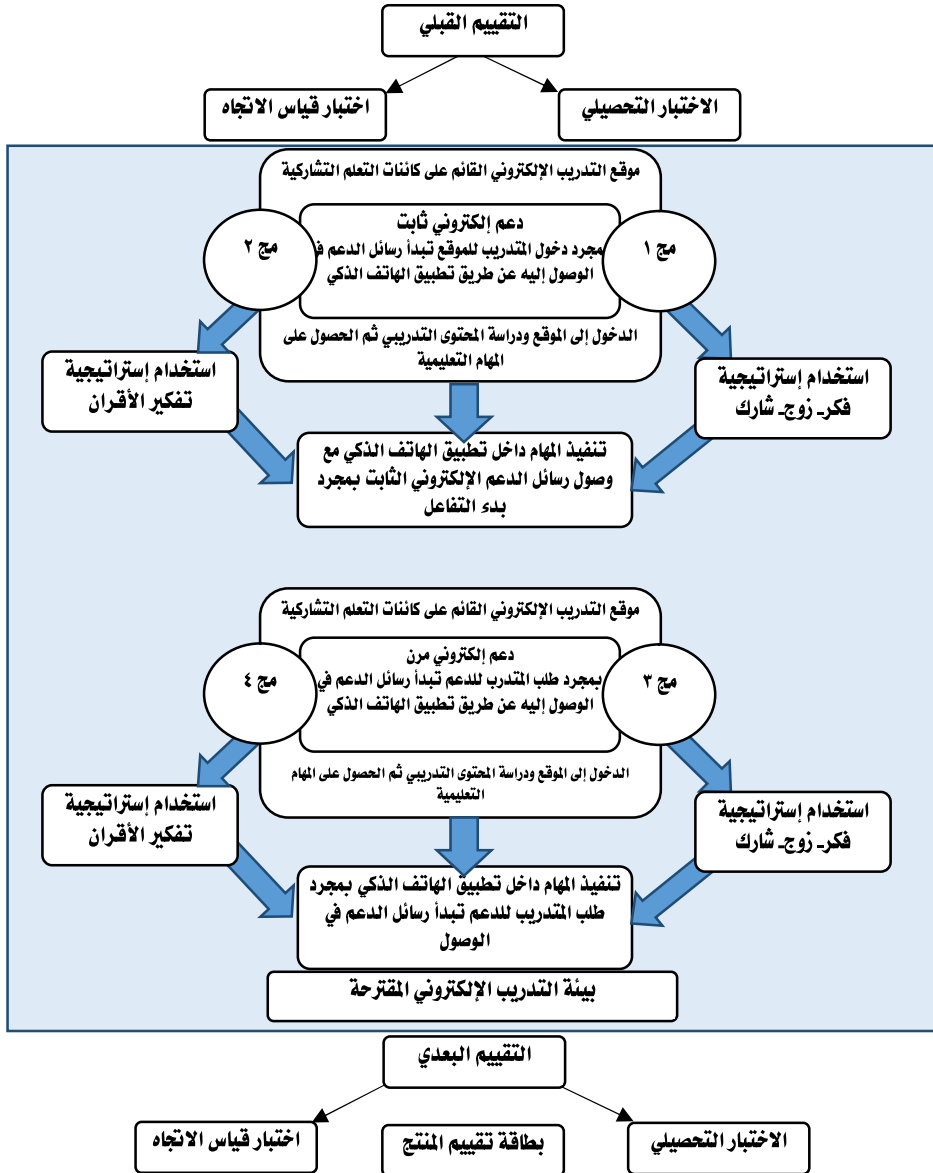 التقييم القبلي
الاختبار التحصيلي
اختبار قياس الاتجاه
موقع التدريب الإلكتروني القائم على كائنات التعلم التشاركية
مج ١
دعم إلكتروني ثابت
بمجرد دخول المتدريب للموقع تبدأ رسائل الدعم في
الوصول إليه عن طريق تطبيق الهاتف الذكي
مج ٢
الدخول إلى الموقع ودراسة المحتوى التدريبي ثم الحصول على
المهام التعليمية
استخدام إستراتيجية
فكر- زوج- شارك
استخدام إستراتيجية
تفكير الأقران
تنفيذ المهام داخل تطبيق الهاتف الذكي مع
وصول رسائل الدعم الإلكتروني الثابت بمجرد
بدء التفاعل
موقع التدريب الإلكتروني القائم على كائنات التعلم التشاركية
مج ٣
دعم إلكتروني مرن
بمجرد طلب المتدرب للدعم تبدأ رسائل الدعم في
الوصول إليه عن طريق تطبيق الهاتف الذكي
مج ٤
الدخول إلى الموقع ودراسة المحتوى التدريبي ثم الحصول على المهام
التعليمية
استخدام إستراتيجية
فكر- زوج- شارك
استخدام إستراتيجية
تفكير الأقران
تنفيذ المهام داخل تطبيق الهاتف الذكي بمجرد
طلب المتدريب للدعم تبدأ رسائل الدعم في
الوصول
بيئة التدريب الإلكتروني المقترحة
التقييم البعدي
الاختبار التحصيلي
بطاقة تقييم المنتج
اختبار قياس الاتجاه